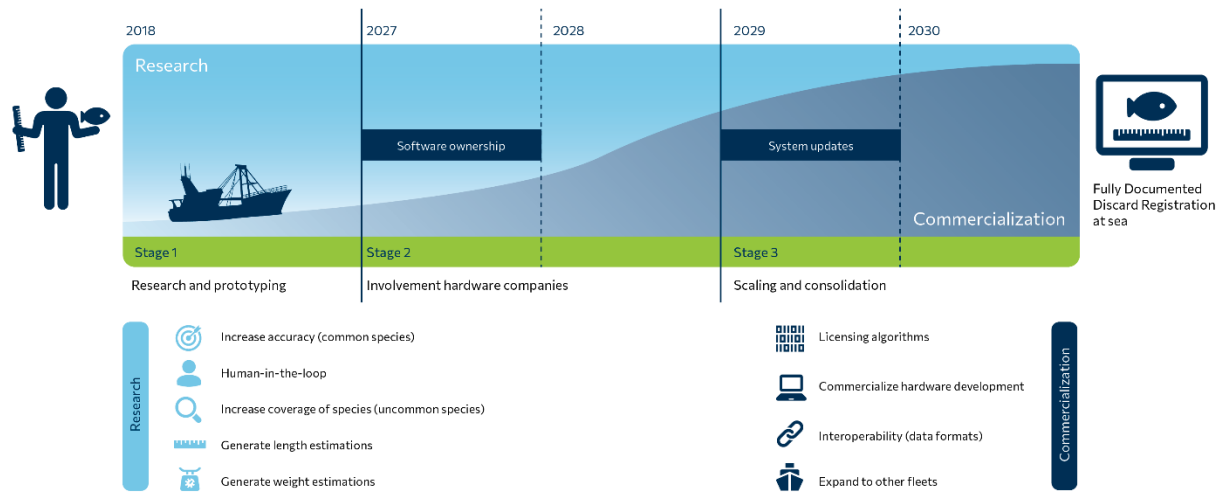 2018
2027
2028
2029
2030
Research
Software ownership
System updates
Commercialization
Stage 1
Stage 2
Stage 3
Research and prototyping
Involvement hardware companies
Scaling and consolidation
Fully Documented
Discard Registration
at sea
Research
Increase accuracy (common species)
Human-in-the-loop
Increase coverage of species (uncommon species)
Generate length estimations
Generate weight estimations
Licensing algorithms
Commercialize hardware development
Interoperability (data formats)
Expand to other fleets
Commercialization